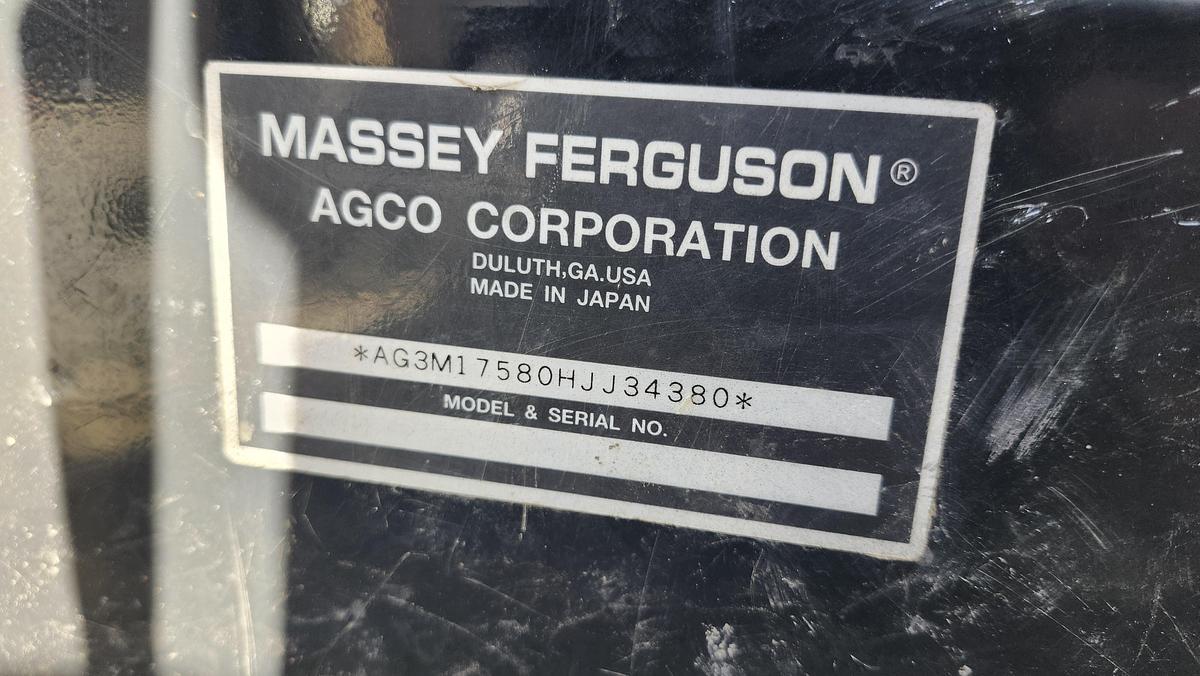 MASSEY FERGUSON®
AGCO CORPORATION
DULUTH,GA.USA
MADE IN JAPAN
*AG3M17580HJJ34380*
MODEL & SERIAL NO.